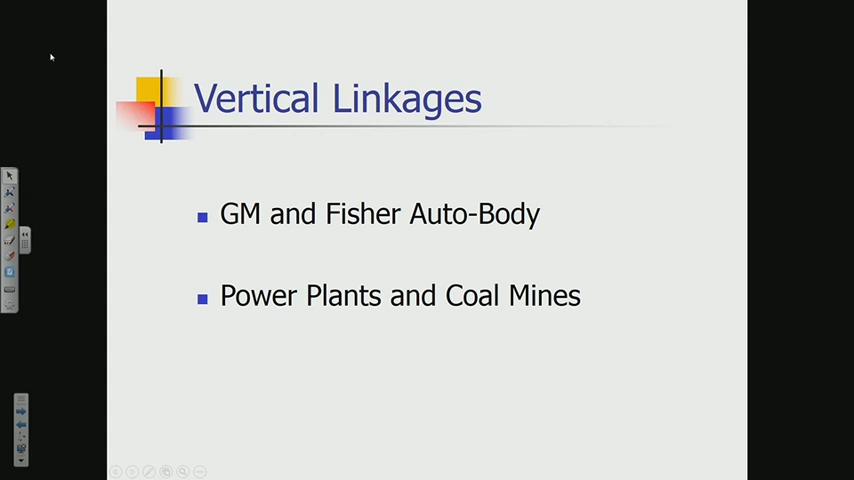 Vertical Linkages
GM and Fisher Auto-Body
Power Plants and Coal Mines